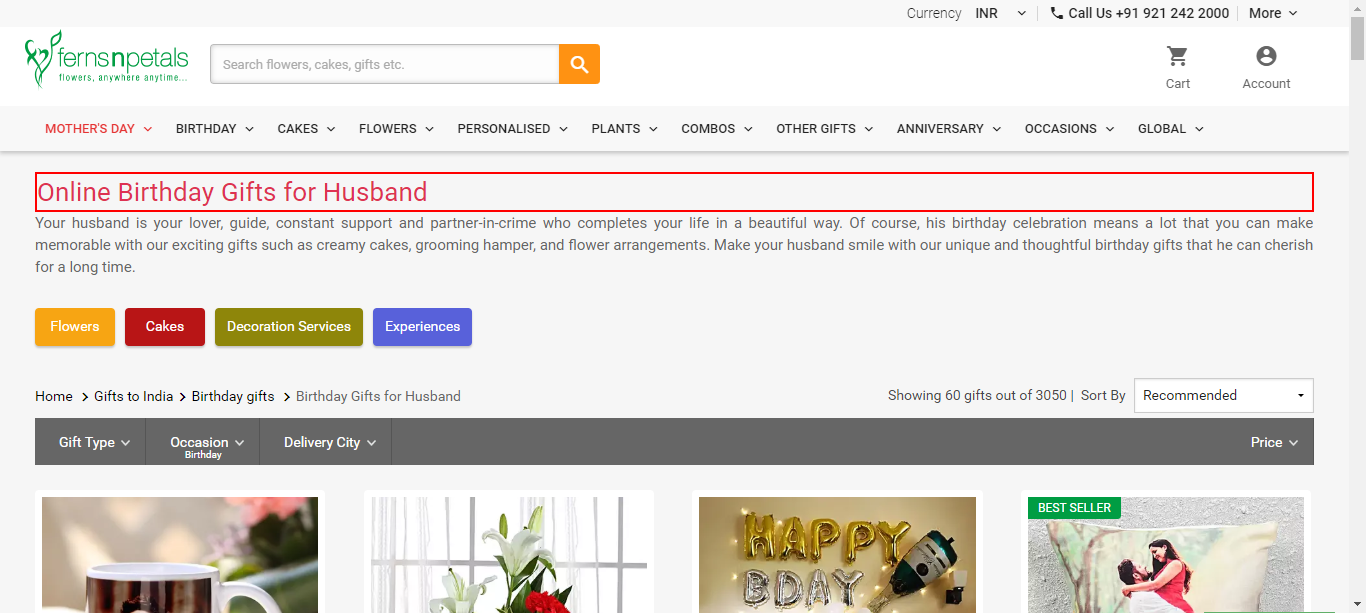 Currency INR Call Us +91 921 242 2000 More
fernsnpetals
flowers, anywhere anytime...
Search flowers, cakes, gifts etc.
Cart Account
MOTHER'S DAY BIRTHDAY CAKES FLOWERS PERSONALISED PLANTS COMBOS OTHER GIFTS ANNIVERSARY OCCASIONS GLOBAL
Online Birthday Gifts for Husband
Your husband is your lover, guide, constant support and partner-in-crime who completes your life in a beautiful way. Of course, his birthday celebration means a lot that you can make
memorable with our exciting gifts such as creamy cakes, grooming hamper, and flower arrangements. Make your husband smile with our unique and thoughtful birthday gifts that he can cherish
for a long time.
Flowers Cakes Decoration Services Experiences
Home > Gifts to India > Birthday gifts > Birthday Gifts for Husband
Showing 60 gifts out of 3050 | Sort By Recommended
Gift Type Occasion Delivery City Price
Birthday
BEST SELLER
HAPPY
BDAY